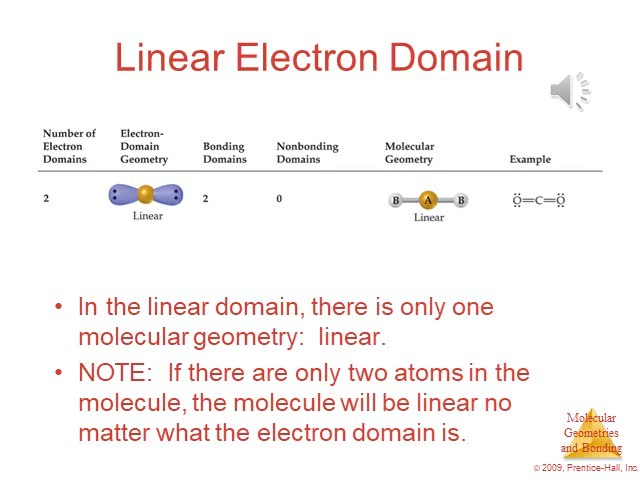 Linear Electron Domain
Number of Electron Domains
Electron-Domain Geometry
Bonding Domains
Nonbonding Domains
Molecular Geometry
Example
2
Linear
2
0
B A B
Linear
Ö=C=Ö
• In the linear domain, there is only one
molecular geometry: linear.
• NOTE: If there are only two atoms in the
molecule, the molecule will be linear no
matter what the electron domain is.
Molecular
Geometries
and Bonding
© 2009, Prentice-Hall, Inc.